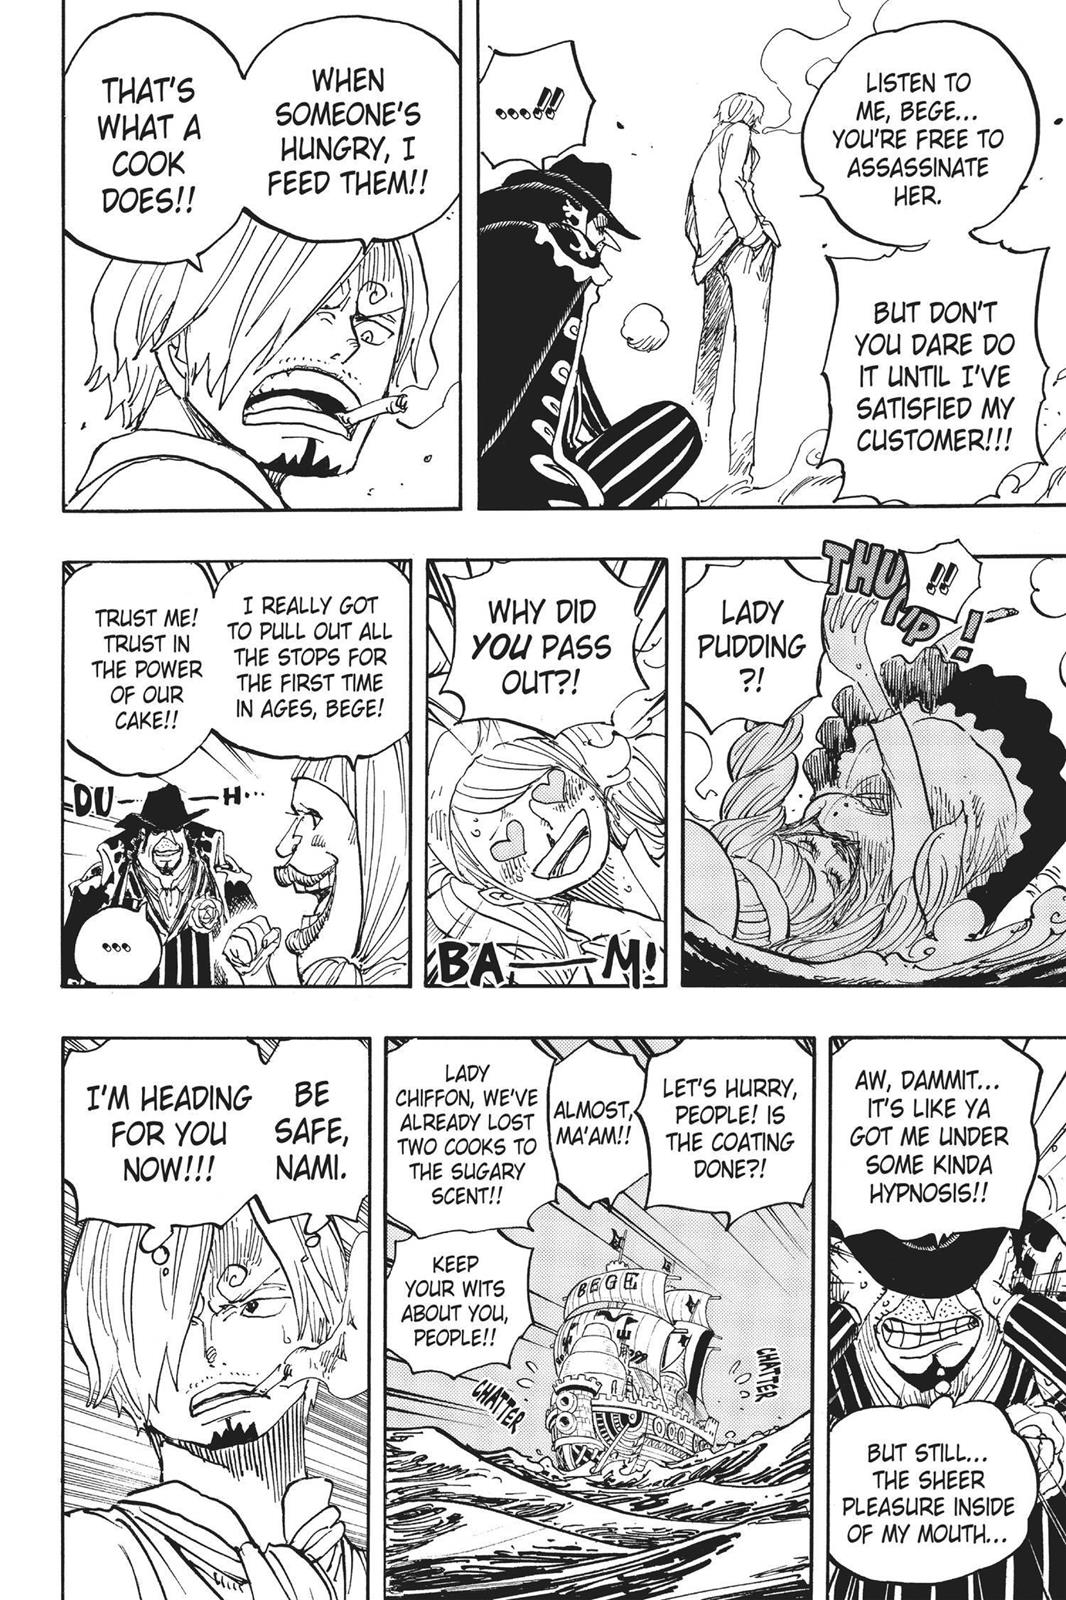 LISTEN TO
ME, BEGE...
YOU'RE FREE TO
ASSASSINATE
HER.
BUT DON'T
YOU DARE DO
IT UNTIL I'VE
SATISFIED MY
CUSTOMER!!!
...!!
WHEN
SOMEONE'S
HUNGRY, I
FEED THEM!!
THAT'S
WHAT A
COOK
DOES!!
!!
THUMP!
LADY
PUDDING
?!
WHY DID
YOU PASS
OUT?!
BA—M!
I REALLY GOT
TO PULL OUT ALL
THE STOPS FOR
THE FIRST TIME
IN AGES, BEGE!
TRUST ME!
TRUST IN
THE POWER
OF OUR
CAKE!!
DU—H...
...
AW, DAMMIT...
IT'S LIKE YA
GOT ME UNDER
SOME KINDA
HYPNOSIS!!
BUT STILL...
THE SHEER
PLEASURE INSIDE
OF MY MOUTH...
LET'S HURRY,
PEOPLE! IS
THE COATING
DONE?!
ALMOST,
MA'AM!!
LADY
CHIFFON, WE'VE
ALREADY LOST
TWO COOKS TO
THE SUGARY
SCENT!!
KEEP
YOUR WITS
ABOUT YOU,
PEOPLE!!
BEGE
CHATTER
CHATTER
BE
SAFE,
NAMI.
I'M HEADING
FOR YOU
NOW!!!